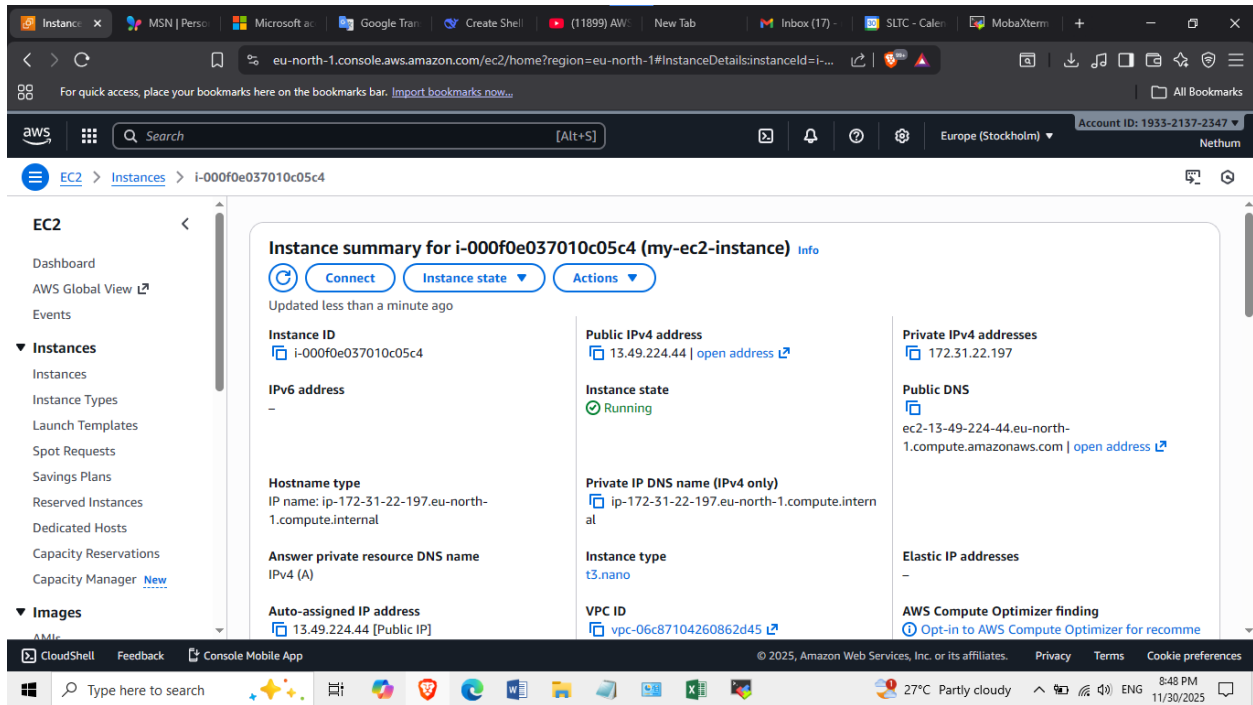 Instance
MSN | Perso
Microsoft ac
Google Tran
Create Shell
(11899) AW
New Tab
Inbox (17) -
SLTC - Calen
MobaXterm
eu-north-1.console.aws.amazon.com/ec2/home?region=eu-north-1#InstanceDetails:instanceId=i-...
For quick access, place your bookmarks here on the bookmarks bar. Import bookmarks now...
All Bookmarks
aws
Search
[Alt+S]
Europe (Stockholm) ▼
Account ID: 1933-2137-2347 ▼
Nethum
EC2 > Instances > i-000f0e037010c05c4
EC2
Dashboard
AWS Global View
Events
▼ Instances
Instances
Instance Types
Launch Templates
Spot Requests
Savings Plans
Reserved Instances
Dedicated Hosts
Capacity Reservations
Capacity Manager New
▼ Images
AMIs
Instance summary for i-000f0e037010c05c4 (my-ec2-instance) Info
Connect
Instance state ▼
Actions ▼
Updated less than a minute ago
Instance ID
i-000f0e037010c05c4
Public IPv4 address
13.49.224.44 | open address
Private IPv4 addresses
172.31.22.197
IPv6 address
–
Instance state
Running
Public DNS
ec2-13-49-224-44.eu-north-
1.compute.amazonaws.com | open address
Hostname type
IP name: ip-172-31-22-197.eu-north-
1.compute.internal
Private IP DNS name (IPv4 only)
ip-172-31-22-197.eu-north-1.compute.intern
al
Answer private resource DNS name
IPv4 (A)
Instance type
t3.nano
Elastic IP addresses
–
Auto-assigned IP address
13.49.224.44 [Public IP]
VPC ID
vpc-06c87104260862d45
AWS Compute Optimizer finding
Opt-in to AWS Compute Optimizer for recomme
CloudShell
Feedback
Console Mobile App
© 2025, Amazon Web Services, Inc. or its affiliates.
Privacy
Terms
Cookie preferences
Type here to search
27°C Partly cloudy
ENG
8:48 PM
11/30/2025